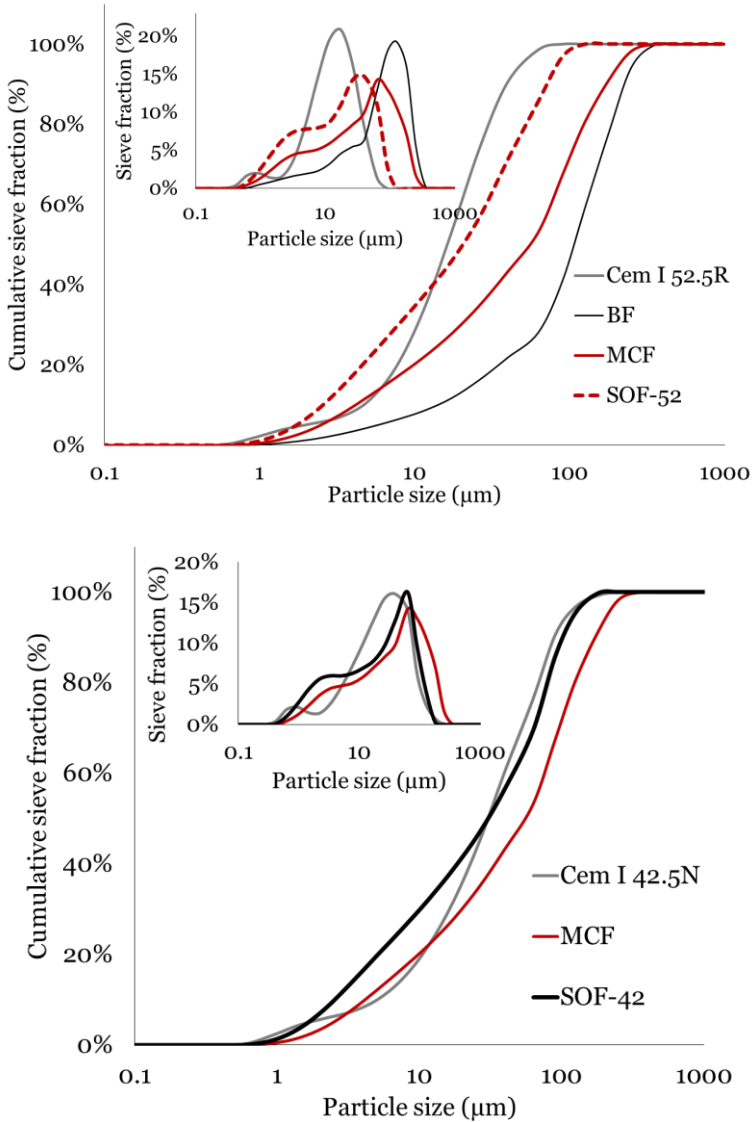 100%
80%
60%
40%
20%
0%
Cumulative sieve fraction (%)
0.1
1
10
100
1000
Particle size (µm)
20%
15%
10%
5%
0%
Sieve fraction (%)
0.1
10
1000
Particle size (µm)
Cem I 52.5R
BF
MCF
SOF-52
100%
80%
60%
40%
20%
0%
Cumulative sieve fraction (%)
0.1
1
10
100
1000
Particle size (µm)
20%
15%
10%
5%
0%
Sieve fraction (%)
0.1
10
1000
Particle size (µm)
Cem I 42.5N
MCF
SOF-42